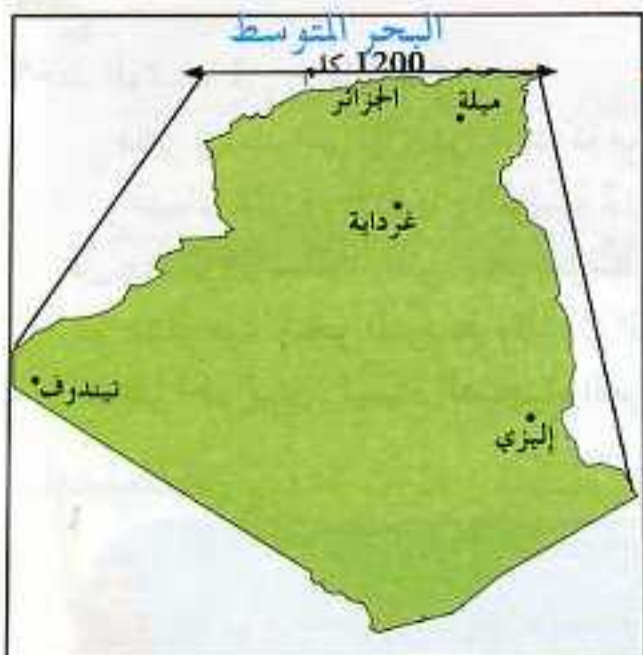 البحر المتوسط
1200 كلم
الجزائر
ميلة
غرداية
تيندوف
إليزي